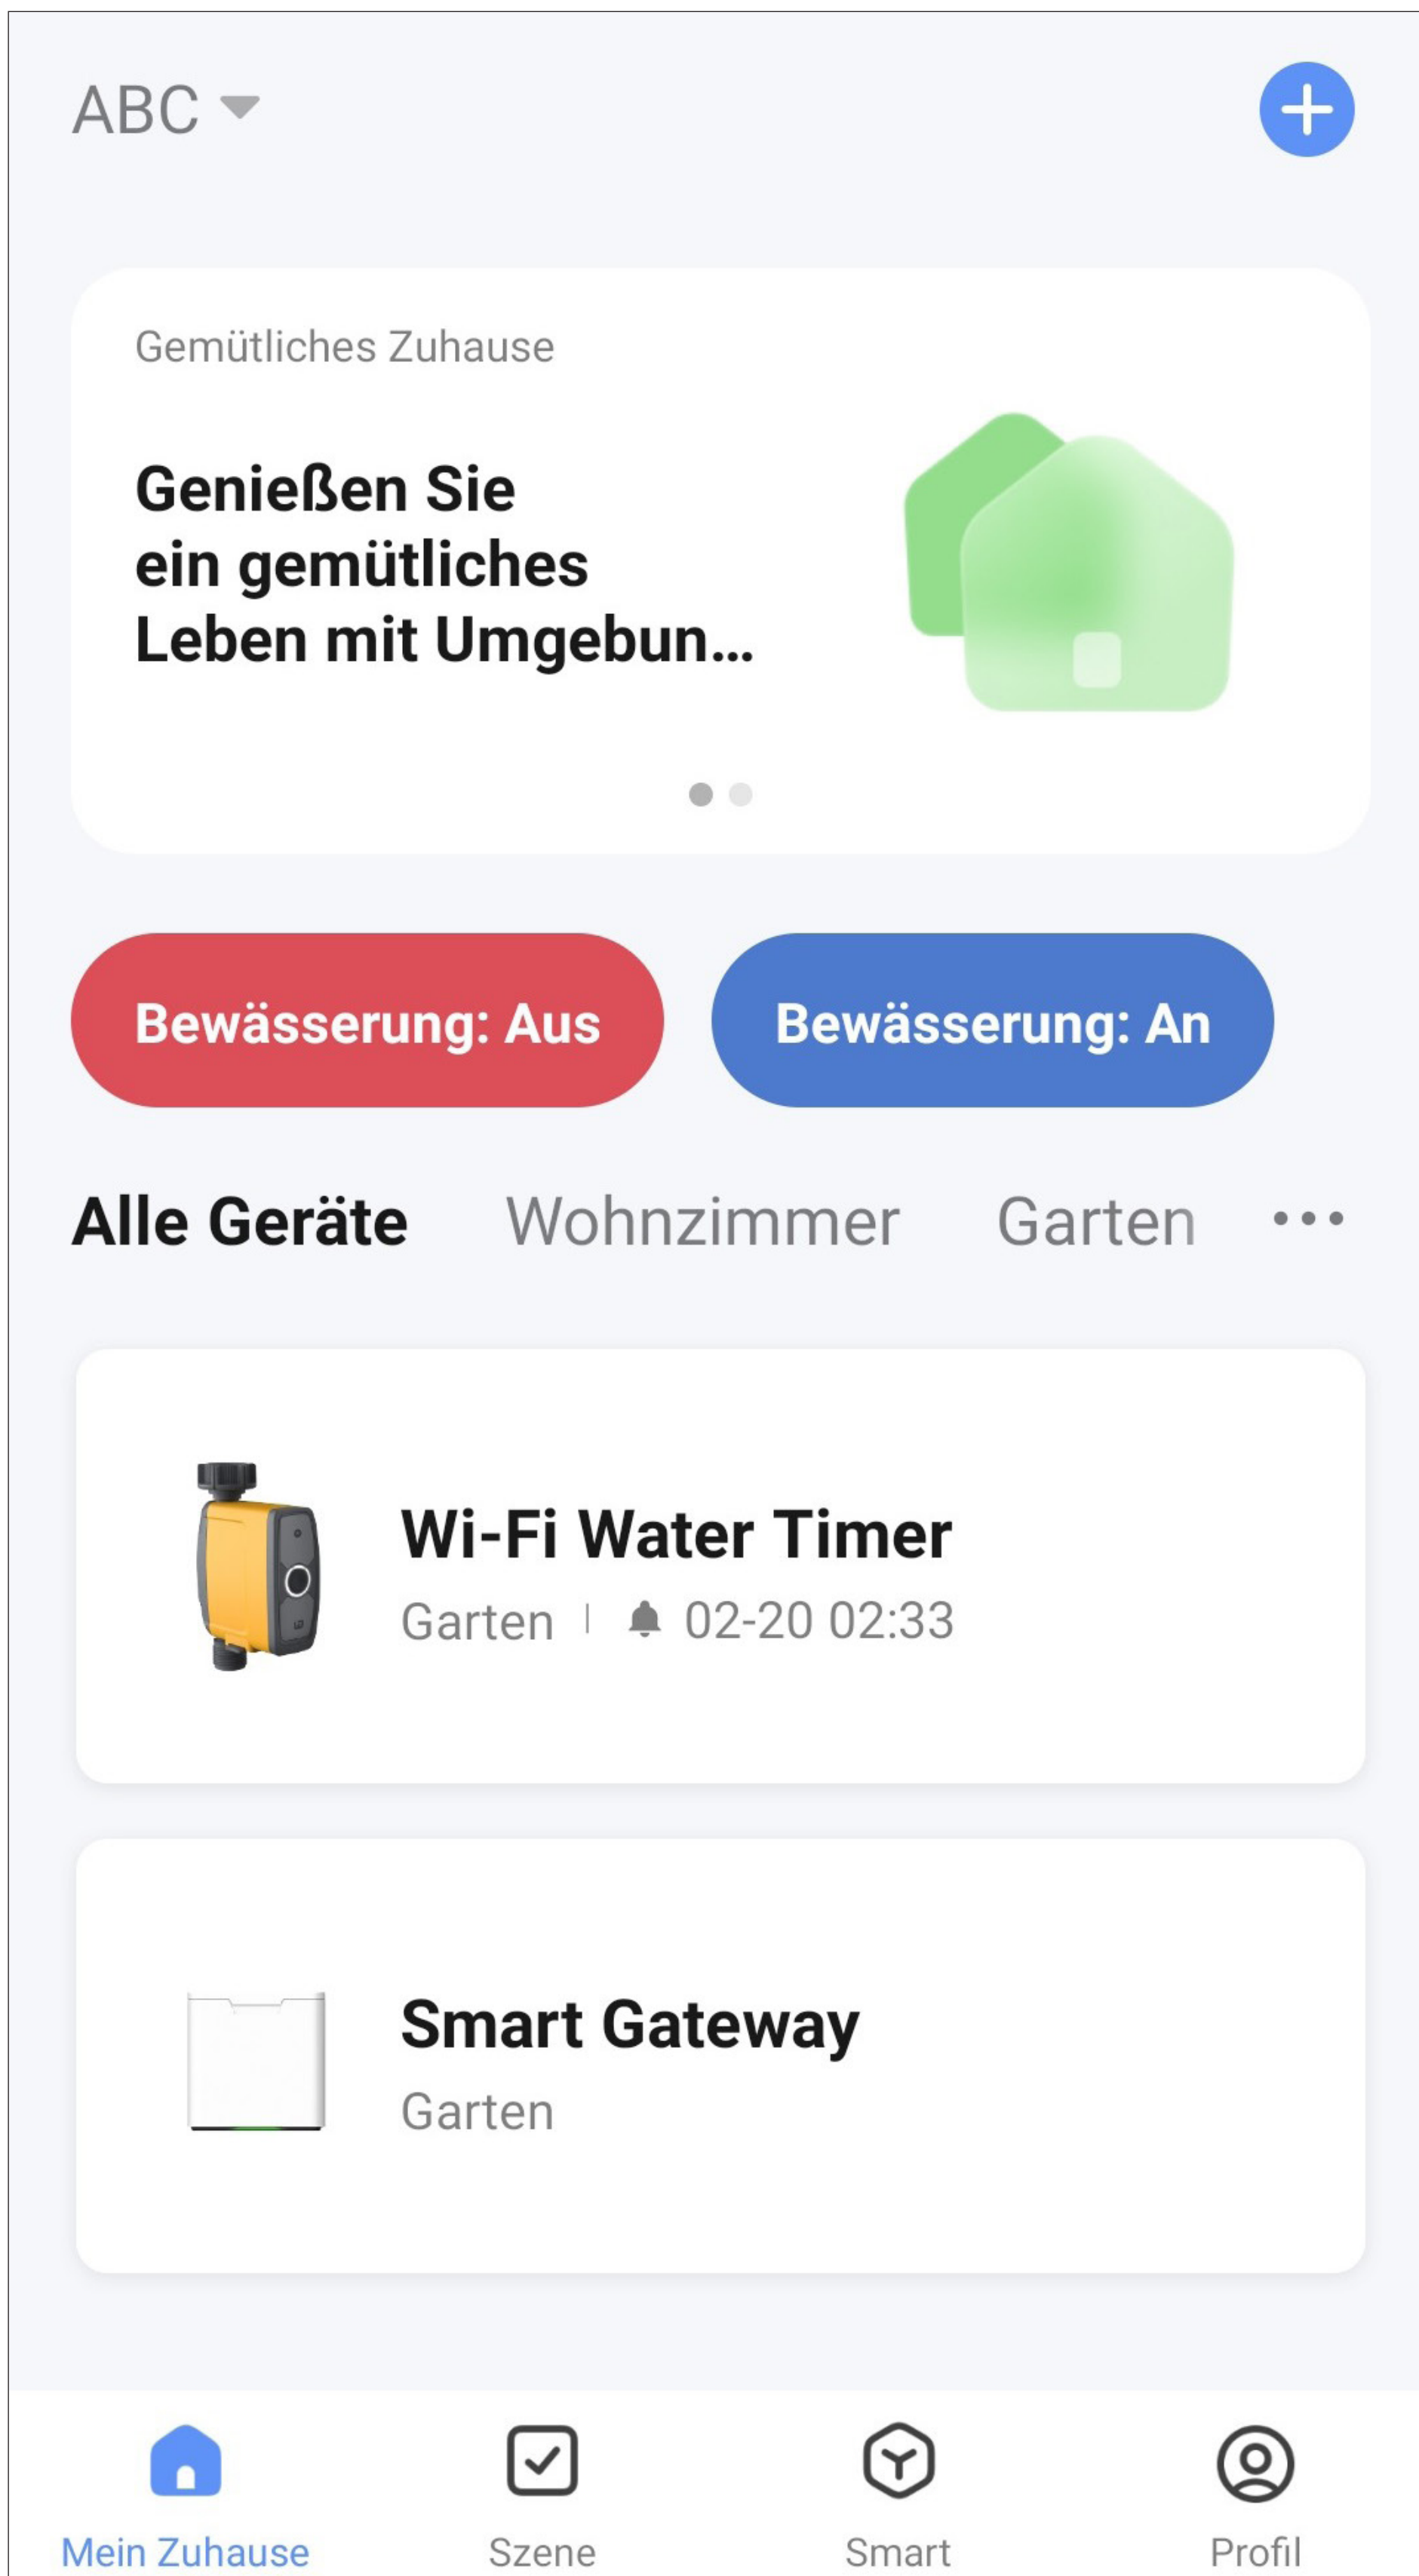 ABC
Gemütliches Zuhause
Genießen Sie
ein gemütliches
Leben mit Umgebun...
Bewässerung: Aus
Bewässerung: An
Alle Geräte
Wohnzimmer
Garten
Wi-Fi Water Timer
Garten | 02-20 02:33
Smart Gateway
Garten
Mein Zuhause
Szene
Smart
Profil